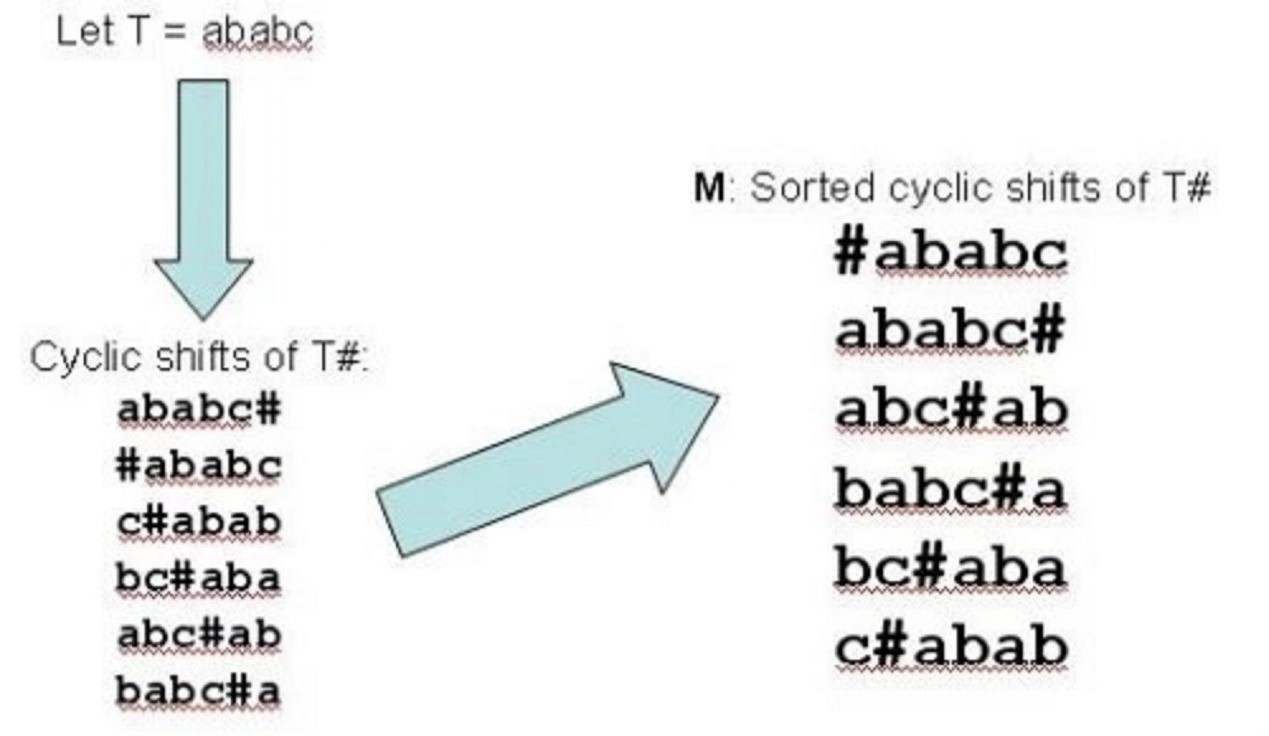 Let T = ababc
Cyclic shifts of T#:
ababc#
#ababc
c#abab
bc#aba
abc#ab
babc#a
M: Sorted cyclic shifts of T#
#ababc
ababc#
abc#ab
babc#a
bc#aba
c#abab